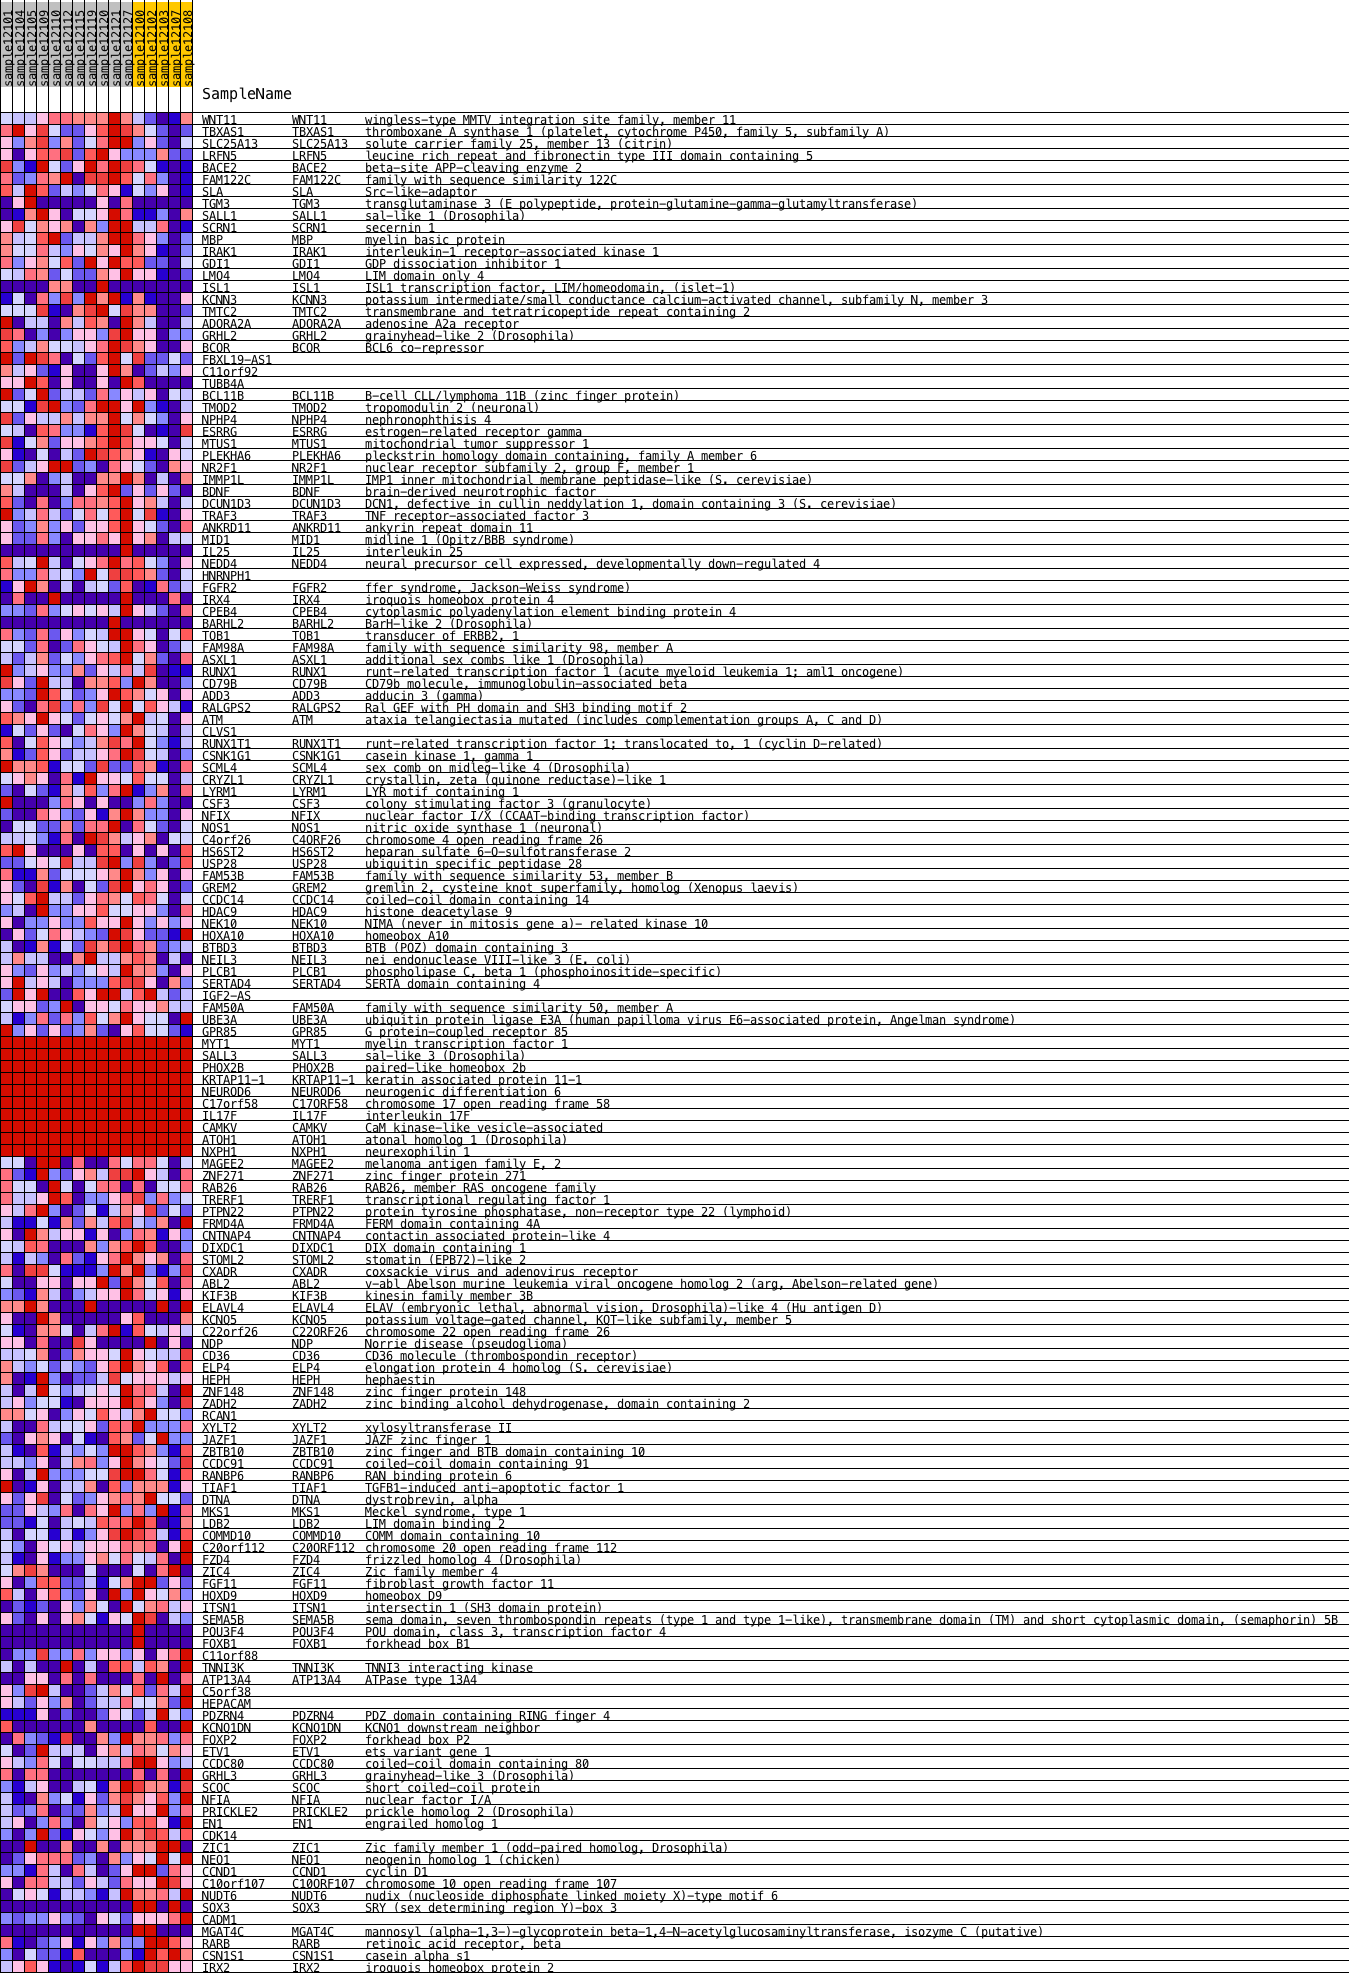 sample12101 sample12104 sample12105 sample12109 sample12110 sample12112 sample12115 sample12119 sample12120 sample12121 sample12127 sample12100 sample12102 sample12103 sample12107 sample12108
SampleName
WNT11 WNT11 wingless-type MMTV integration site family, member 11
TBXAS1 TBXAS1 thromboxane A synthase 1 (platelet, cytochrome P450, family 5, subfamily A)
SLC25A13 SLC25A13 solute carrier family 25, member 13 (citrin)
LRFN5 LRFN5 leucine rich repeat and fibronectin type III domain containing 5
BACE2 BACE2 beta-site APP-cleaving enzyme 2
FAM122C FAM122C family with sequence similarity 122C
SLA SLA Src-like-adaptor
TGM3 TGM3 transglutaminase 3 (E polypeptide, protein-glutamine-gamma-glutamyltransferase)
SALL1 SALL1 sal-like 1 (Drosophila)
SCRN1 SCRN1 secernin 1
MBP MBP myelin basic protein
IRAK1 IRAK1 interleukin-1 receptor-associated kinase 1
GDI1 GDI1 GDP dissociation inhibitor 1
LMO4 LMO4 LIM domain only 4
ISL1 ISL1 ISL1 transcription factor, LIM/homeodomain, (islet-1)
KCNN3 KCNN3 potassium intermediate/small conductance calcium-activated channel, subfamily N, member 3
TMTC2 TMTC2 transmembrane and tetratricopeptide repeat containing 2
ADORA2A ADORA2A adenosine A2a receptor
GRHL2 GRHL2 grainyhead-like 2 (Drosophila)
BCOR BCOR BCL6 co-repressor
FBXL19-AS1
C11orf92
TUBB4A
BCL11B BCL11B B-cell CLL/lymphoma 11B (zinc finger protein)
TMOD2 TMOD2 tropomodulin 2 (neuronal)
NPHP4 NPHP4 nephronophthisis 4
ESRRG ESRRG estrogen-related receptor gamma
MTUS1 MTUS1 mitochondrial tumor suppressor 1
PLEKHA6 PLEKHA6 pleckstrin homology domain containing, family A member 6
NR2F1 NR2F1 nuclear receptor subfamily 2, group F, member 1
IMMP1L IMMP1L IMP1 inner mitochondrial membrane peptidase-like (S. cerevisiae)
BDNF BDNF brain-derived neurotrophic factor
DCUN1D3 DCUN1D3 DCN1, defective in cullin neddylation 1, domain containing 3 (S. cerevisiae)
TRAF3 TRAF3 TNF receptor-associated factor 3
ANKRD11 ANKRD11 ankyrin repeat domain 11
MID1 MID1 midline 1 (Opitz/BBB syndrome)
IL25 IL25 interleukin 25
NEDD4 NEDD4 neural precursor cell expressed, developmentally down-regulated 4
HNRNPH1
FGFR2 FGFR2 ffer syndrome, Jackson-Weiss syndrome)
IRX4 IRX4 iroquois homeobox protein 4
CPEB4 CPEB4 cytoplasmic polyadenylation element binding protein 4
BARHL2 BARHL2 BarH-like 2 (Drosophila)
TOB1 TOB1 transducer of ERBB2, 1
FAM98A FAM98A family with sequence similarity 98, member A
ASXL1 ASXL1 additional sex combs like 1 (Drosophila)
RUNX1 RUNX1 runt-related transcription factor 1 (acute myeloid leukemia 1; aml1 oncogene)
CD79B CD79B CD79b molecule, immunoglobulin-associated beta
ADD3 ADD3 adducin 3 (gamma)
RALGPS2 RALGPS2 Ral GEF with PH domain and SH3 binding motif 2
ATM ATM ataxia telangiectasia mutated (includes complementation groups A, C and D)
CLVS1
RUNX1T1 RUNX1T1 runt-related transcription factor 1; translocated to, 1 (cyclin D-related)
CSNK1G1 CSNK1G1 casein kinase 1, gamma 1
SCML4 SCML4 sex comb on midleg-like 4 (Drosophila)
CRYZL1 CRYZL1 crystallin, zeta (quinone reductase)-like 1
LYRM1 LYRM1 LYR motif containing 1
CSF3 CSF3 colony stimulating factor 3 (granulocyte)
NFIX NFIX nuclear factor I/X (CCAAT-binding transcription factor)
NOS1 NOS1 nitric oxide synthase 1 (neuronal)
C4orf26 C4ORF26 chromosome 4 open reading frame 26
HS6ST2 HS6ST2 heparan sulfate 6-O-sulfotransferase 2
USP28 USP28 ubiquitin specific peptidase 28
FAM53B FAM53B family with sequence similarity 53, member B
GREM2 GREM2 gremlin 2, cysteine knot superfamily, homolog (Xenopus laevis)
CCDC14 CCDC14 coiled-coil domain containing 14
HDAC9 HDAC9 histone deacetylase 9
NEK10 NEK10 NIMA (never in mitosis gene a)- related kinase 10
HOXA10 HOXA10 homeobox A10
BTBD3 BTBD3 BTB (POZ) domain containing 3
NEIL3 NEIL3 nei endonuclease VIII-like 3 (E. coli)
PLCB1 PLCB1 phospholipase C, beta 1 (phosphoinositide-specific)
SERTAD4 SERTAD4 SERTA domain containing 4
IGF2-AS
FAM50A FAM50A family with sequence similarity 50, member A
UBE3A UBE3A ubiquitin protein ligase E3A (human papilloma virus E6-associated protein, Angelman syndrome)
GPR85 GPR85 G protein-coupled receptor 85
MYT1 MYT1 myelin transcription factor 1
SALL3 SALL3 sal-like 3 (Drosophila)
PHOX2B PHOX2B paired-like homeobox 2b
KRTAP11-1 KRTAP11-1 keratin associated protein 11-1
NEUROD6 NEUROD6 neurogenic differentiation 6
C17orf58 C17ORF58 chromosome 17 open reading frame 58
IL17F IL17F interleukin 17F
CAMKV CAMKV CaM kinase-like vesicle-associated
ATOH1 ATOH1 atonal homolog 1 (Drosophila)
NXPH1 NXPH1 neurexophilin 1
MAGEE2 MAGEE2 melanoma antigen family E, 2
ZNF271 ZNF271 zinc finger protein 271
RAB26 RAB26 RAB26, member RAS oncogene family
TRERF1 TRERF1 transcriptional regulating factor 1
PTPN22 PTPN22 protein tyrosine phosphatase, non-receptor type 22 (lymphoid)
FRMD4A FRMD4A FERM domain containing 4A
CNTNAP4 CNTNAP4 contactin associated protein-like 4
DIXDC1 DIXDC1 DIX domain containing 1
STOML2 STOML2 stomatin (EPB72)-like 2
CXADR CXADR coxsackie virus and adenovirus receptor
ABL2 ABL2 v-abl Abelson murine leukemia viral oncogene homolog 2 (arg, Abelson-related gene)
KIF3B KIF3B kinesin family member 3B
ELAVL4 ELAVL4 ELAV (embryonic lethal, abnormal vision, Drosophila)-like 4 (Hu antigen D)
KCNQ5 KCNQ5 potassium voltage-gated channel, KQT-like subfamily, member 5
C22orf26 C22ORF26 chromosome 22 open reading frame 26
NDP NDP Norrie disease (pseudoglioma)
CD36 CD36 CD36 molecule (thrombospondin receptor)
ELP4 ELP4 elongation protein 4 homolog (S. cerevisiae)
HEPH HEPH hephaestin
ZNF148 ZNF148 zinc finger protein 148
ZADH2 ZADH2 zinc binding alcohol dehydrogenase, domain containing 2
RCAN1
XYLT2 XYLT2 xylosyltransferase II
JAZF1 JAZF1 JAZF zinc finger 1
ZBTB10 ZBTB10 zinc finger and BTB domain containing 10
CCDC91 CCDC91 coiled-coil domain containing 91
RANBP6 RANBP6 RAN binding protein 6
TIAF1 TIAF1 TGFB1-induced anti-apoptotic factor 1
DTNA DTNA dystrobrevin, alpha
MKS1 MKS1 Meckel syndrome, type 1
LDB2 LDB2 LIM domain binding 2
COMMD10 COMMD10 COMM domain containing 10
C20orf112 C20ORF112 chromosome 20 open reading frame 112
FZD4 FZD4 frizzled homolog 4 (Drosophila)
ZIC4 ZIC4 Zic family member 4
FGF11 FGF11 fibroblast growth factor 11
HOXD9 HOXD9 homeobox D9
ITSN1 ITSN1 intersectin 1 (SH3 domain protein)
SEMA5B SEMA5B sema domain, seven thrombospondin repeats (type 1 and type 1-like), transmembrane domain (TM) and short cytoplasmic domain, (semaphorin) 5B
POU3F4 POU3F4 POU domain, class 3, transcription factor 4
FOXB1 FOXB1 forkhead box B1
C11orf88
TNNI3K TNNI3K TNNI3 interacting kinase
ATP13A4 ATP13A4 ATPase type 13A4
C5orf38
HEPACAM
PDZRN4 PDZRN4 PDZ domain containing RING finger 4
KCNQ1DN KCNQ1DN KCNQ1 downstream neighbor
FOXP2 FOXP2 forkhead box P2
ETV1 ETV1 ets variant gene 1
CCDC80 CCDC80 coiled-coil domain containing 80
GRHL3 GRHL3 grainyhead-like 3 (Drosophila)
SCOC SCOC short coiled-coil protein
NFIA NFIA nuclear factor I/A
PRICKLE2 PRICKLE2 prickle homolog 2 (Drosophila)
EN1 EN1 engrailed homolog 1
CDK14
ZIC1 ZIC1 Zic family member 1 (odd-paired homolog, Drosophila)
NEO1 NEO1 neogenin homolog 1 (chicken)
CCND1 CCND1 cyclin D1
C10orf107 C10ORF107 chromosome 10 open reading frame 107
NUDT6 NUDT6 nudix (nucleoside diphosphate linked moiety X)-type motif 6
SOX3 SOX3 SRY (sex determining region Y)-box 3
CADM1
MGAT4C MGAT4C mannosyl (alpha-1,3-)-glycoprotein beta-1,4-N-acetylglucosaminyltransferase, isozyme C (putative)
RARB RARB retinoic acid receptor, beta
CSN1S1 CSN1S1 casein alpha s1
IRX2 IRX2 iroquois homeobox protein 2